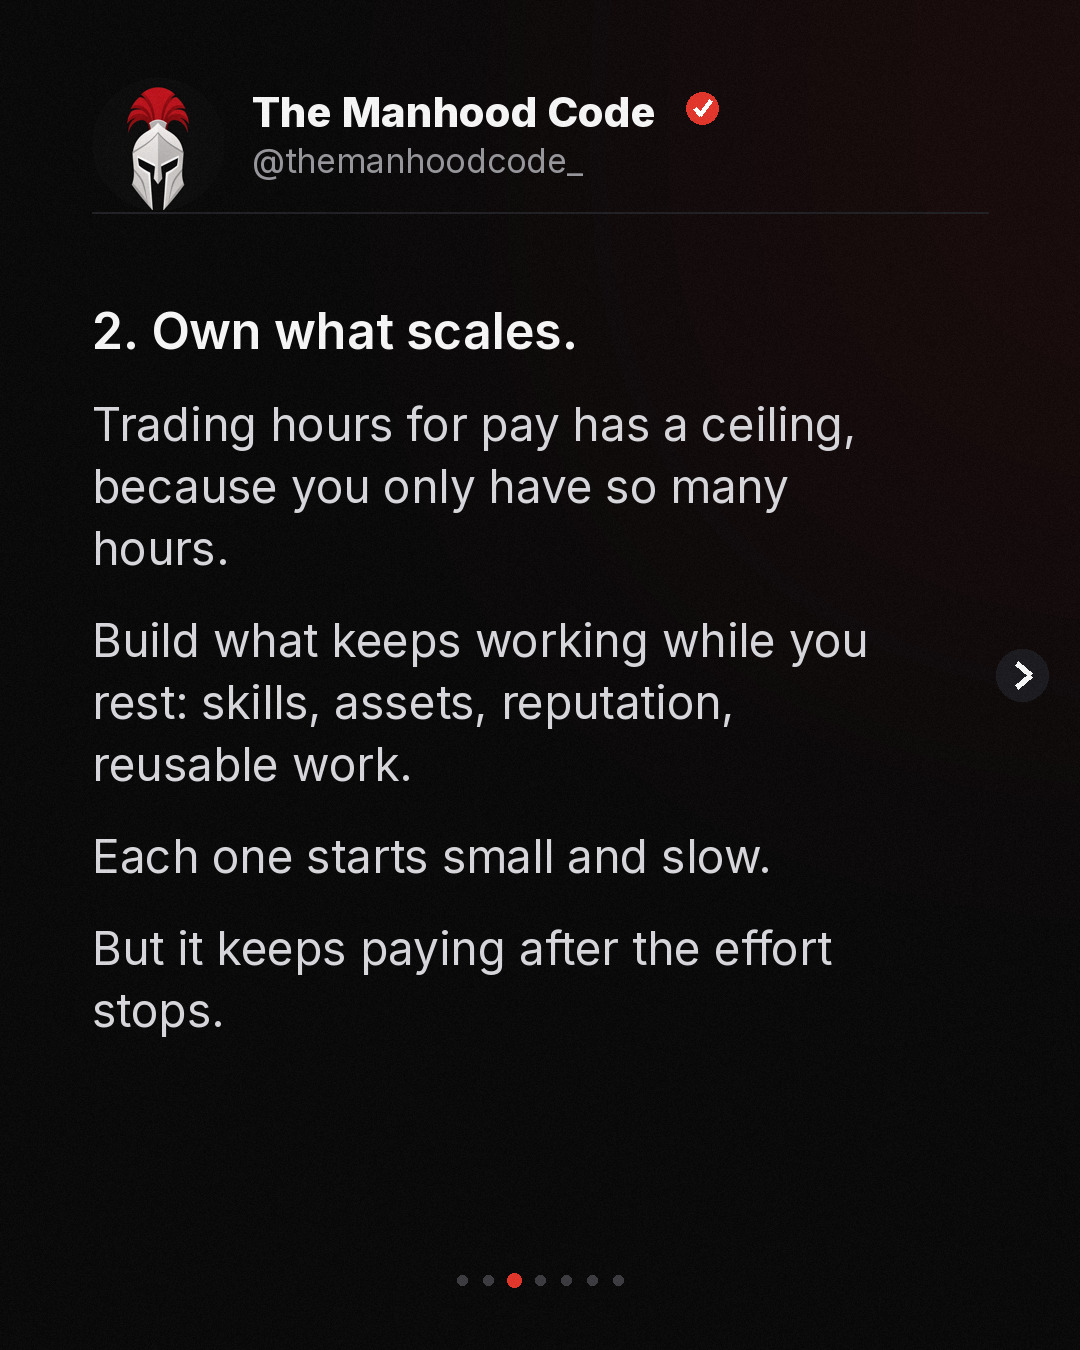 The Manhood Code
@themanhoodcode_
2. Own what scales.
Trading hours for pay has a ceiling,
because you only have so many
hours.
Build what keeps working while you
rest: skills, assets, reputation,
reusable work.
Each one starts small and slow.
But it keeps paying after the effort
stops.